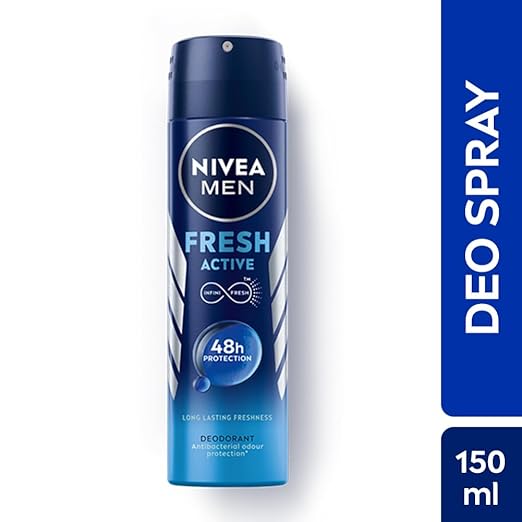 NIVEA
MEN
FRESH
ACTIVE
INFINI FRESH ™
48h
PROTECTION
LONG LASTING FRESHNESS
DEODORANT
Antibacterial odour
protection*
DEO SPRAY
150
ml